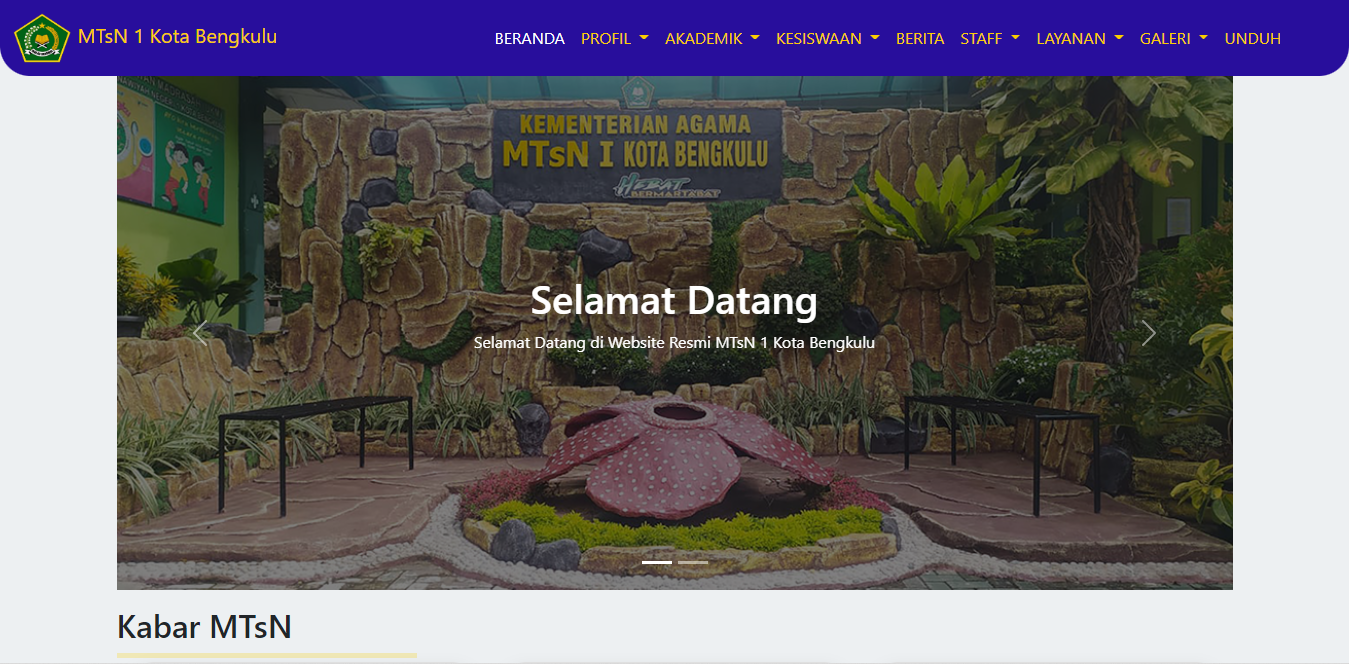 MTsN 1 Kota Bengkulu
BERANDA PROFIL AKADEMIK KESISWAAN BERITA STAFF LAYANAN GALERI UNDUH
KEMENTERIAN AGAMA
MTsN I KOTA BENGKULU
HEBAT
BERMARTABAT
Selamat Datang
Selamat Datang di Website Resmi MTsN 1 Kota Bengkulu
Kabar MTsN